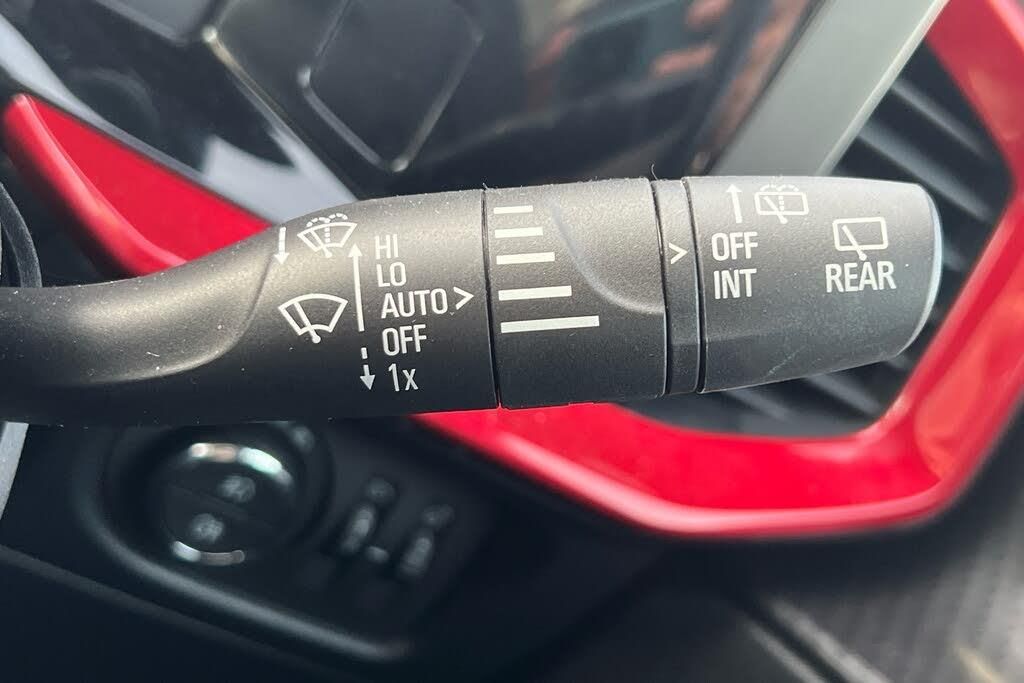 HI
LO
AUTO >
OFF
1x
>
OFF
INT
REAR